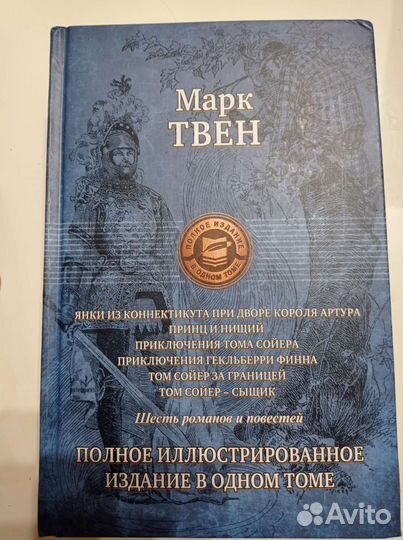 Марк
ТВЕН
ПОЛНОЕ ИЗДАНИЕ
В ОДНОМ ТОМЕ
ЯНКИ ИЗ КОННЕКТИКУТА ПРИ ДВОРЕ КОРОЛЯ АРТУРА
ПРИНЦ И НИЩИЙ
ПРИКЛЮЧЕНИЯ ТОМА СОЙЕРА
ПРИКЛЮЧЕНИЯ ГЕКЛЬБЕРРИ ФИННА
ТОМ СОЙЕР ЗА ГРАНИЦЕЙ
ТОМ СОЙЕР – СЫЩИК
Шесть романов и повестей
ПОЛНОЕ ИЛЛЮСТРИРОВАННОЕ
ИЗДАНИЕ В ОДНОМ ТОМЕ
Avito